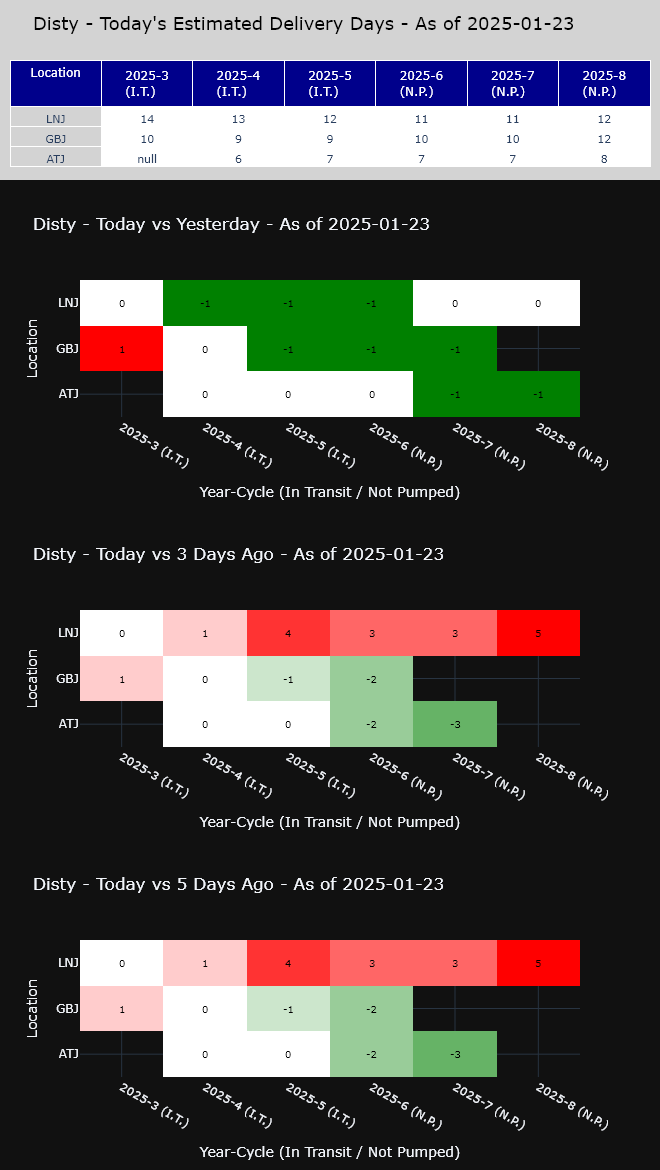 Disty - Today's Estimated Delivery Days - As of 2025-01-23
Location 2025-3 (I.T.) 2025-4 (I.T.) 2025-5 (I.T.) 2025-6 (N.P.) 2025-7 (N.P.) 2025-8 (N.P.)
LNJ 14 13 12 11 11 12
GBJ 10 9 9 10 10 12
ATJ null 6 7 7 7 8
Disty - Today vs Yesterday - As of 2025-01-23
Location
LNJ 0 -1 -1 -1 0 0
GBJ 1 0 -1 -1 -1
ATJ 0 0 0 -1 -1
2025-3 (I.T.) 2025-4 (I.T.) 2025-5 (I.T.) 2025-6 (N.P.) 2025-7 (N.P.) 2025-8 (N.P.)
Year-Cycle (In Transit / Not Pumped)
Disty - Today vs 3 Days Ago - As of 2025-01-23
Location
LNJ 0 1 4 3 3 5
GBJ 1 0 -1 -2
ATJ 0 0 -2 -3
2025-3 (I.T.) 2025-4 (I.T.) 2025-5 (I.T.) 2025-6 (N.P.) 2025-7 (N.P.) 2025-8 (N.P.)
Year-Cycle (In Transit / Not Pumped)
Disty - Today vs 5 Days Ago - As of 2025-01-23
Location
LNJ 0 1 4 3 3 5
GBJ 1 0 -1 -2
ATJ 0 0 -2 -3
2025-3 (I.T.) 2025-4 (I.T.) 2025-5 (I.T.) 2025-6 (N.P.) 2025-7 (N.P.) 2025-8 (N.P.)
Year-Cycle (In Transit / Not Pumped)